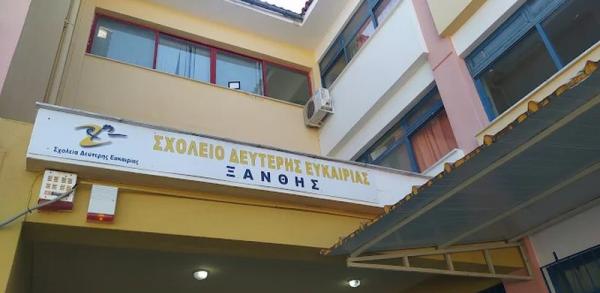 ΣΧΟΛΕΙΟ ΔΕΥΤΕΡΗΣ ΕΥΚΑΙΡΙΑΣ
ΞΑΝΘΗΣ
Σχολεία Δεύτερης Ευκαιρίας